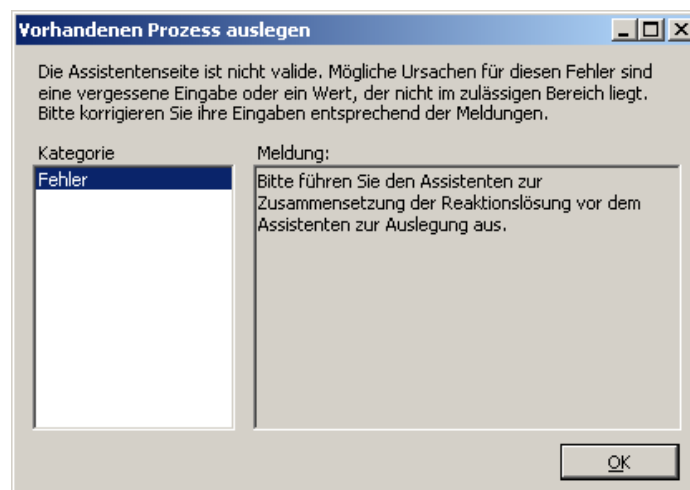 Vorhandenen Prozess auslegen
Die Assistentenseite ist nicht valide. Mögliche Ursachen für diesen Fehler sind
eine vergessene Eingabe oder ein Wert, der nicht im zulässigen Bereich liegt.
Bitte korrigieren Sie ihre Eingaben entsprechend der Meldungen.
Kategorie
Meldung:
Fehler
Bitte führen Sie den Assistenten zur
Zusammensetzung der Reaktionslösung vor dem
Assistenten zur Auslegung aus.
OK